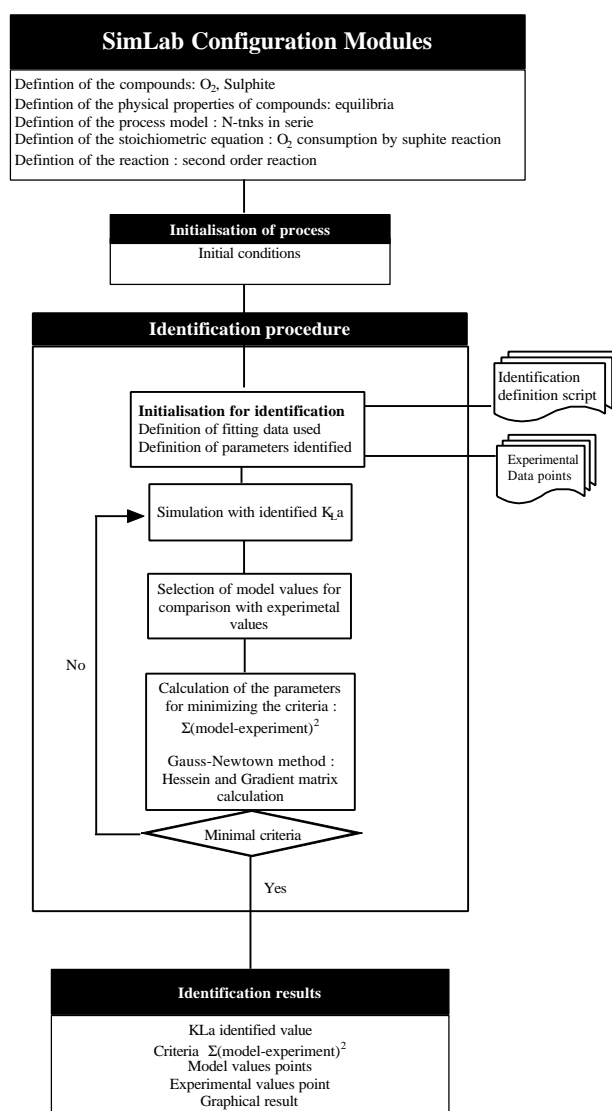 SimLab Configuration Modules
Defintion of the compounds: O₂, Sulphite
Defintion of the physical properties of compounds: equilibria
Definition of the process model : N-tnks in serie
Defintion of the stoichiometric equation : O₂ consumption by suphite reaction
Defintion of the reaction : second order reaction
Initialisation of process
Initial conditions
Identification procedure
Identification
definition script
Initialisation for identification
Definition of fitting data used
Definition of parameters identified
Experimental
Data points
Simulation with identified K_La
Selection of model values for
comparison with experimetal
values
No
Calculation of the parameters
for minimizing the criteria :
Σ(model-experiment)²
Gauss-Newtown method :
Hessein and Gradient matrix
calculation
Minimal criteria
Yes
Identification results
KLa identified value
Criteria Σ(model-experiment)²
Model values points
Experimental values point
Graphical result